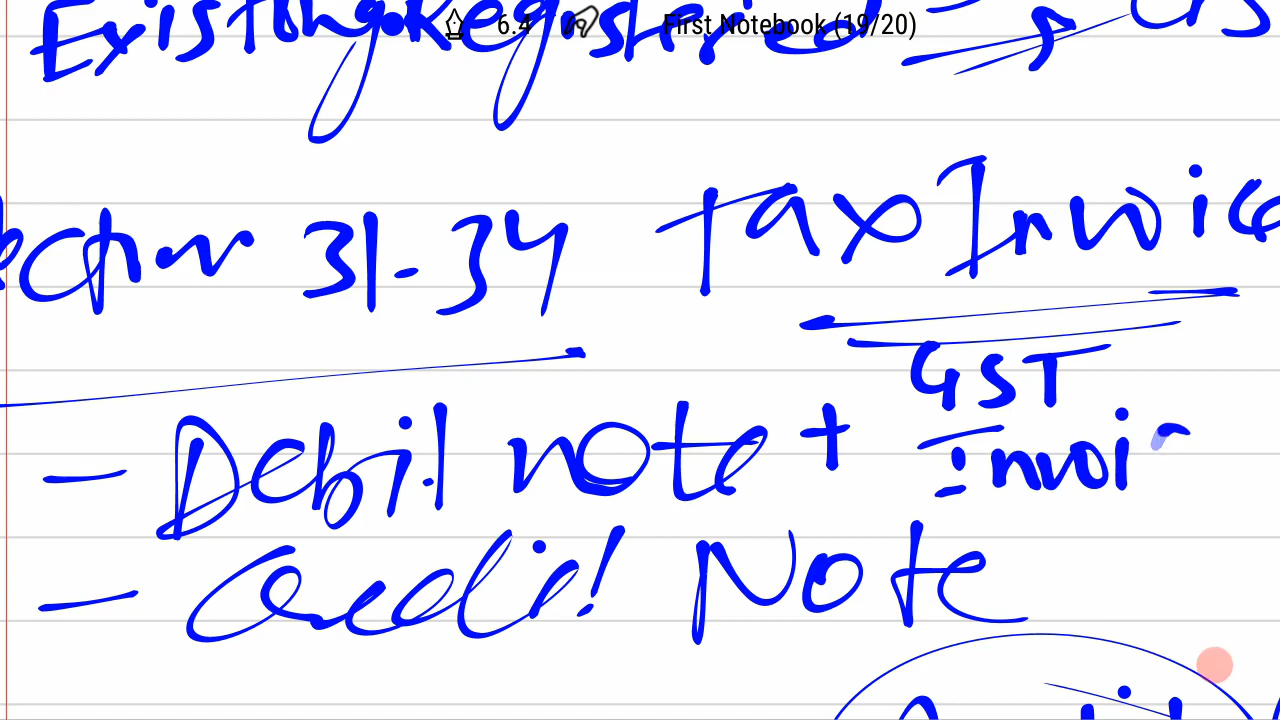 6.4 First Notebook (19/20)
Existing Registered
Section 31-34 Tax Invoice
GST
- Debit note + Invoi
- Credit Note